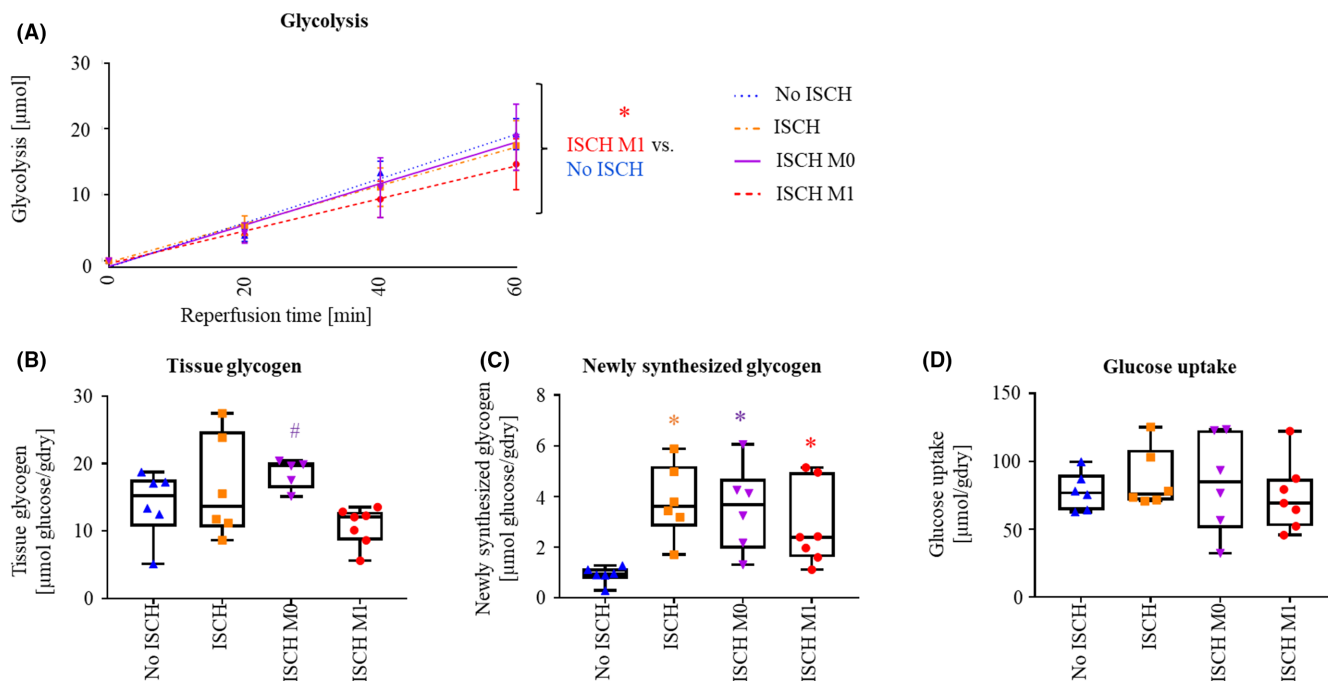 (A)
Glycolysis
Glycolysis [µmol]
30
20
10
0
0
20
40
60
Reperfusion time [min]
*
ISCH M1 vs.
No ISCH
No ISCH
ISCH
ISCH M0
ISCH M1
(B)
Tissue glycogen
Tissue glycogen
[µmol glucose/gdry]
30
20
10
0
#
No ISCH
ISCH
ISCH M0
ISCH M1
(C)
Newly synthesized glycogen
Newly synthesized glycogen
[µmol glucose/gdry]
8
6
4
2
0
* * *
No ISCH
ISCH
ISCH M0
ISCH M1
(D)
Glucose uptake
Glucose uptake
[µmol/gdry]
150
100
50
0
No ISCH
ISCH
ISCH M0
ISCH M1